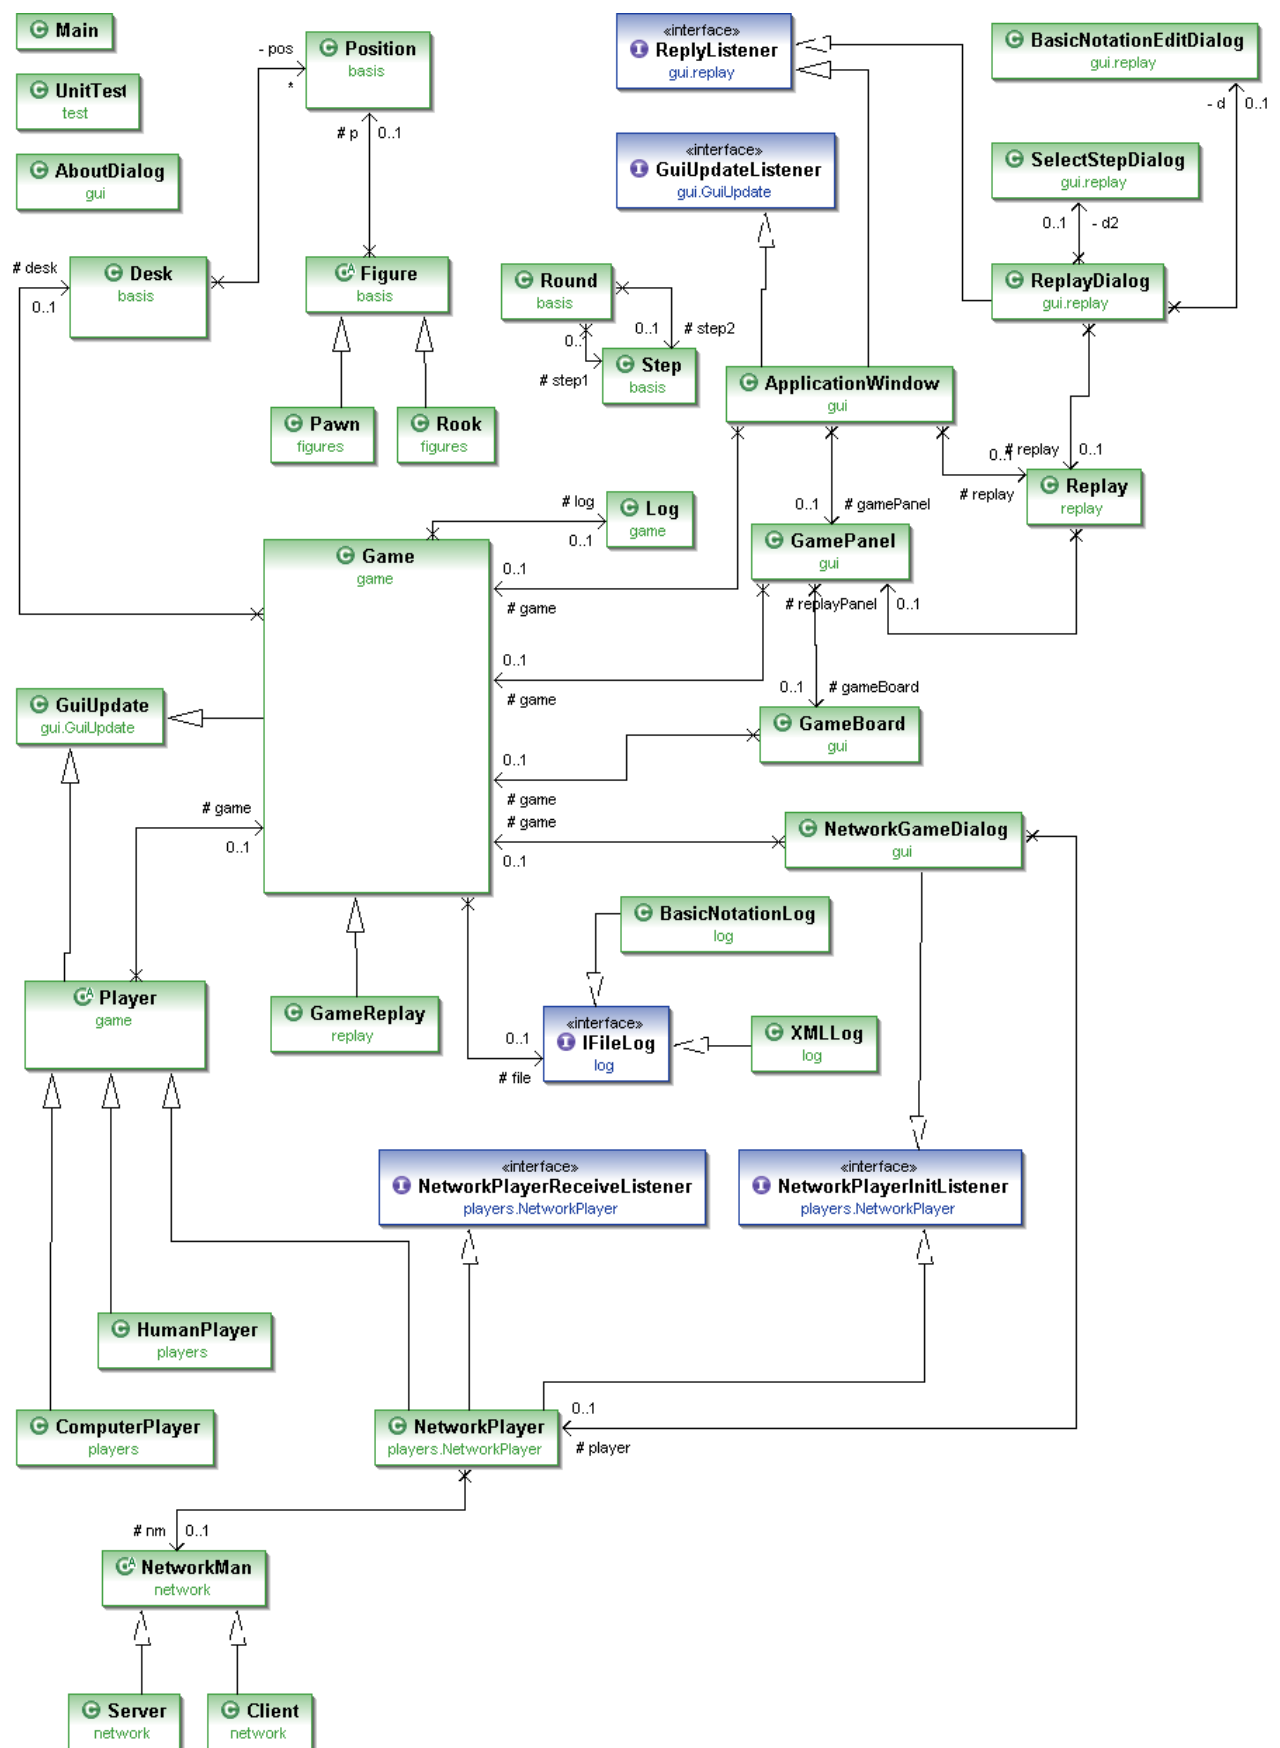 Main
UnitTest
test
AboutDialog
gui
- pos
*
Position
basis
# p
0..1
«interface»
ReplyListener
gui.replay
BasicNotationEditDialog
gui.replay
- d
0..1
«interface»
GuiUpdateListener
gui.GuiUpdate
SelectStepDialog
gui.replay
0..1
- d2
# desk
0..1
Desk
basis
Figure
basis
Round
basis
0..1
# step2
# step1
Step
basis
ReplayDialog
gui.replay
ApplicationWindow
gui
Pawn
figures
Rook
figures
# replay
0..1
0..1
# replay
Replay
replay
# log
0..1
Log
game
0..1
# gamePanel
GamePanel
gui
Game
game
0..1
# game
# replayPanel
0..1
0..1
# game
0..1
# gameBoard
GuiUpdate
gui.GuiUpdate
GameBoard
gui
0..1
# game
# game
0..1
# game
0..1
NetworkGameDialog
gui
BasicNotationLog
log
Player
game
GameReplay
replay
«interface»
IFileLog
log
0..1
# file
XMLLog
log
«interface»
NetworkPlayerReceiveListener
players.NetworkPlayer
«interface»
NetworkPlayerInitListener
players.NetworkPlayer
HumanPlayer
players
ComputerPlayer
players
NetworkPlayer
players.NetworkPlayer
0..1
# player
# nm
0..1
NetworkMan
network
Server
network
Client
network